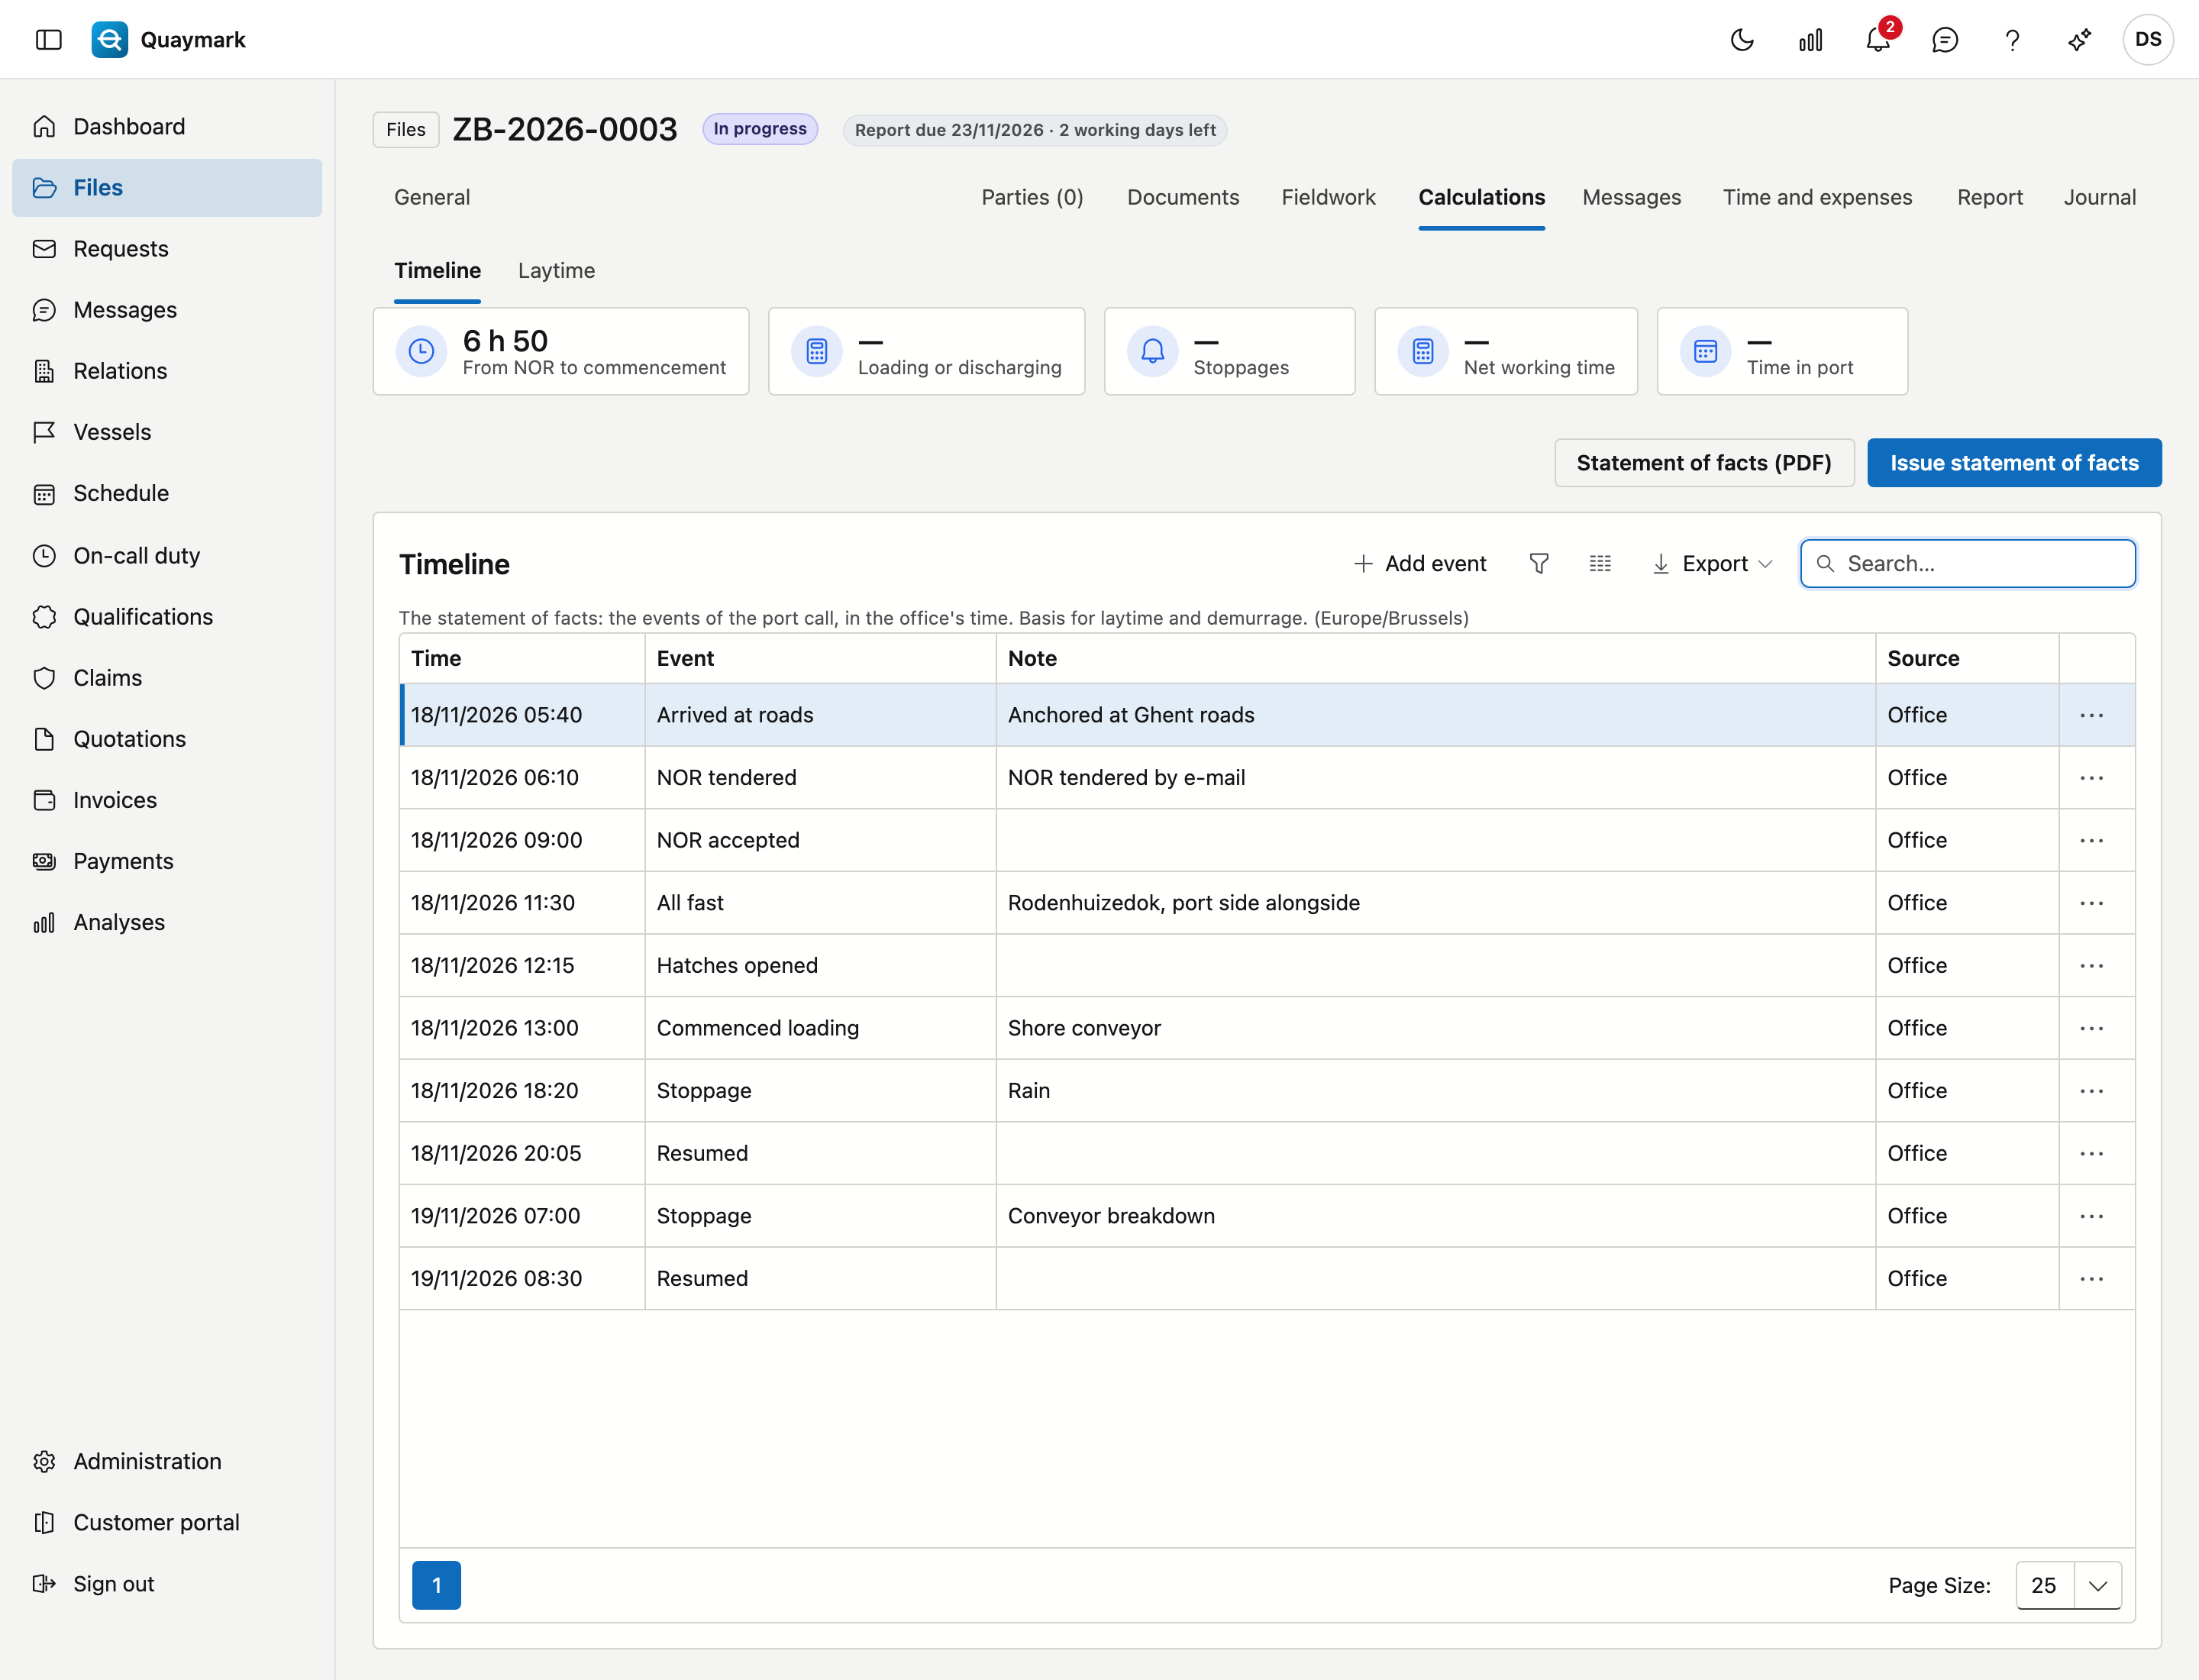 Quaymark
2
DS
Dashboard
Files
Requests
Messages
Relations
Vessels
Schedule
On-call duty
Qualifications
Claims
Quotations
Invoices
Payments
Analyses
Administration
Customer portal
Sign out
Files ZB-2026-0003 In progress Report due 23/11/2026 · 2 working days left
General Parties (0) Documents Fieldwork Calculations Messages Time and expenses Report Journal
Timeline Laytime
6 h 50
From NOR to commencement
—
Loading or discharging
—
Stoppages
—
Net working time
—
Time in port
Statement of facts (PDF) Issue statement of facts
Timeline Add event Export Search...
The statement of facts: the events of the port call, in the office's time. Basis for laytime and demurrage. (Europe/Brussels)
Time Event Note Source
18/11/2026 05:40 Arrived at roads Anchored at Ghent roads Office
18/11/2026 06:10 NOR tendered NOR tendered by e-mail Office
18/11/2026 09:00 NOR accepted Office
18/11/2026 11:30 All fast Rodenhuizedok, port side alongside Office
18/11/2026 12:15 Hatches opened Office
18/11/2026 13:00 Commenced loading Shore conveyor Office
18/11/2026 18:20 Stoppage Rain Office
18/11/2026 20:05 Resumed Office
19/11/2026 07:00 Stoppage Conveyor breakdown Office
19/11/2026 08:30 Resumed Office
1 Page Size: 25